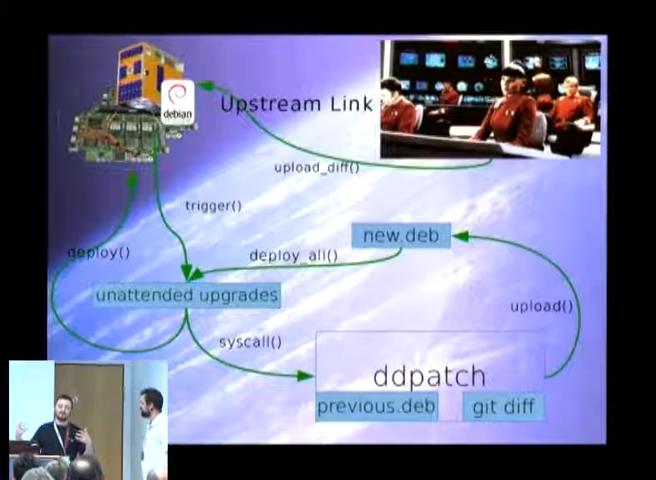 debian
Upstream Link
upload_diff()
trigger()
new.deb
deploy()
deploy_all()
unattended upgrades
upload()
syscall()
ddpatch
previous.deb
git diff